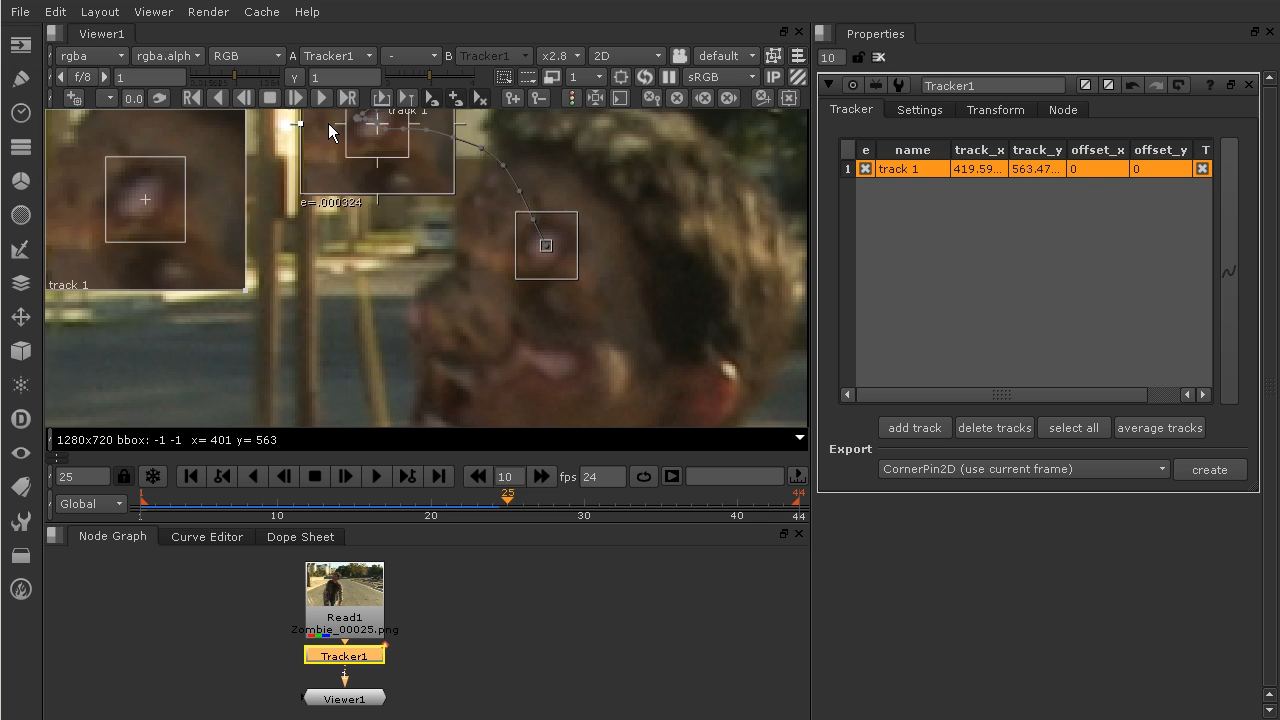 File Edit Layout Viewer Render Cache Help
Viewer1
rgba rgba.alph RGB A Tracker1 - B Tracker1 x2.8 2D default
f/8 1 y 1 1 sRGB IP
0.0
track 1
e=.000324
track 1
1280x720 bbox: -1 -1 x= 401 y= 563
25 10 fps 24
Global 1 25 44
1 10 20 30 40 44
Node Graph Curve Editor Dope Sheet
Read1
Zombie_00025.png
Tracker1
Viewer1
Properties
10
Tracker1
?
Tracker Settings Transform Node
e name track_x track_y offset_x offset_y T
1 track 1 419.59... 563.47... 0 0
add track delete tracks select all average tracks
Export
CornerPin2D (use current frame) create